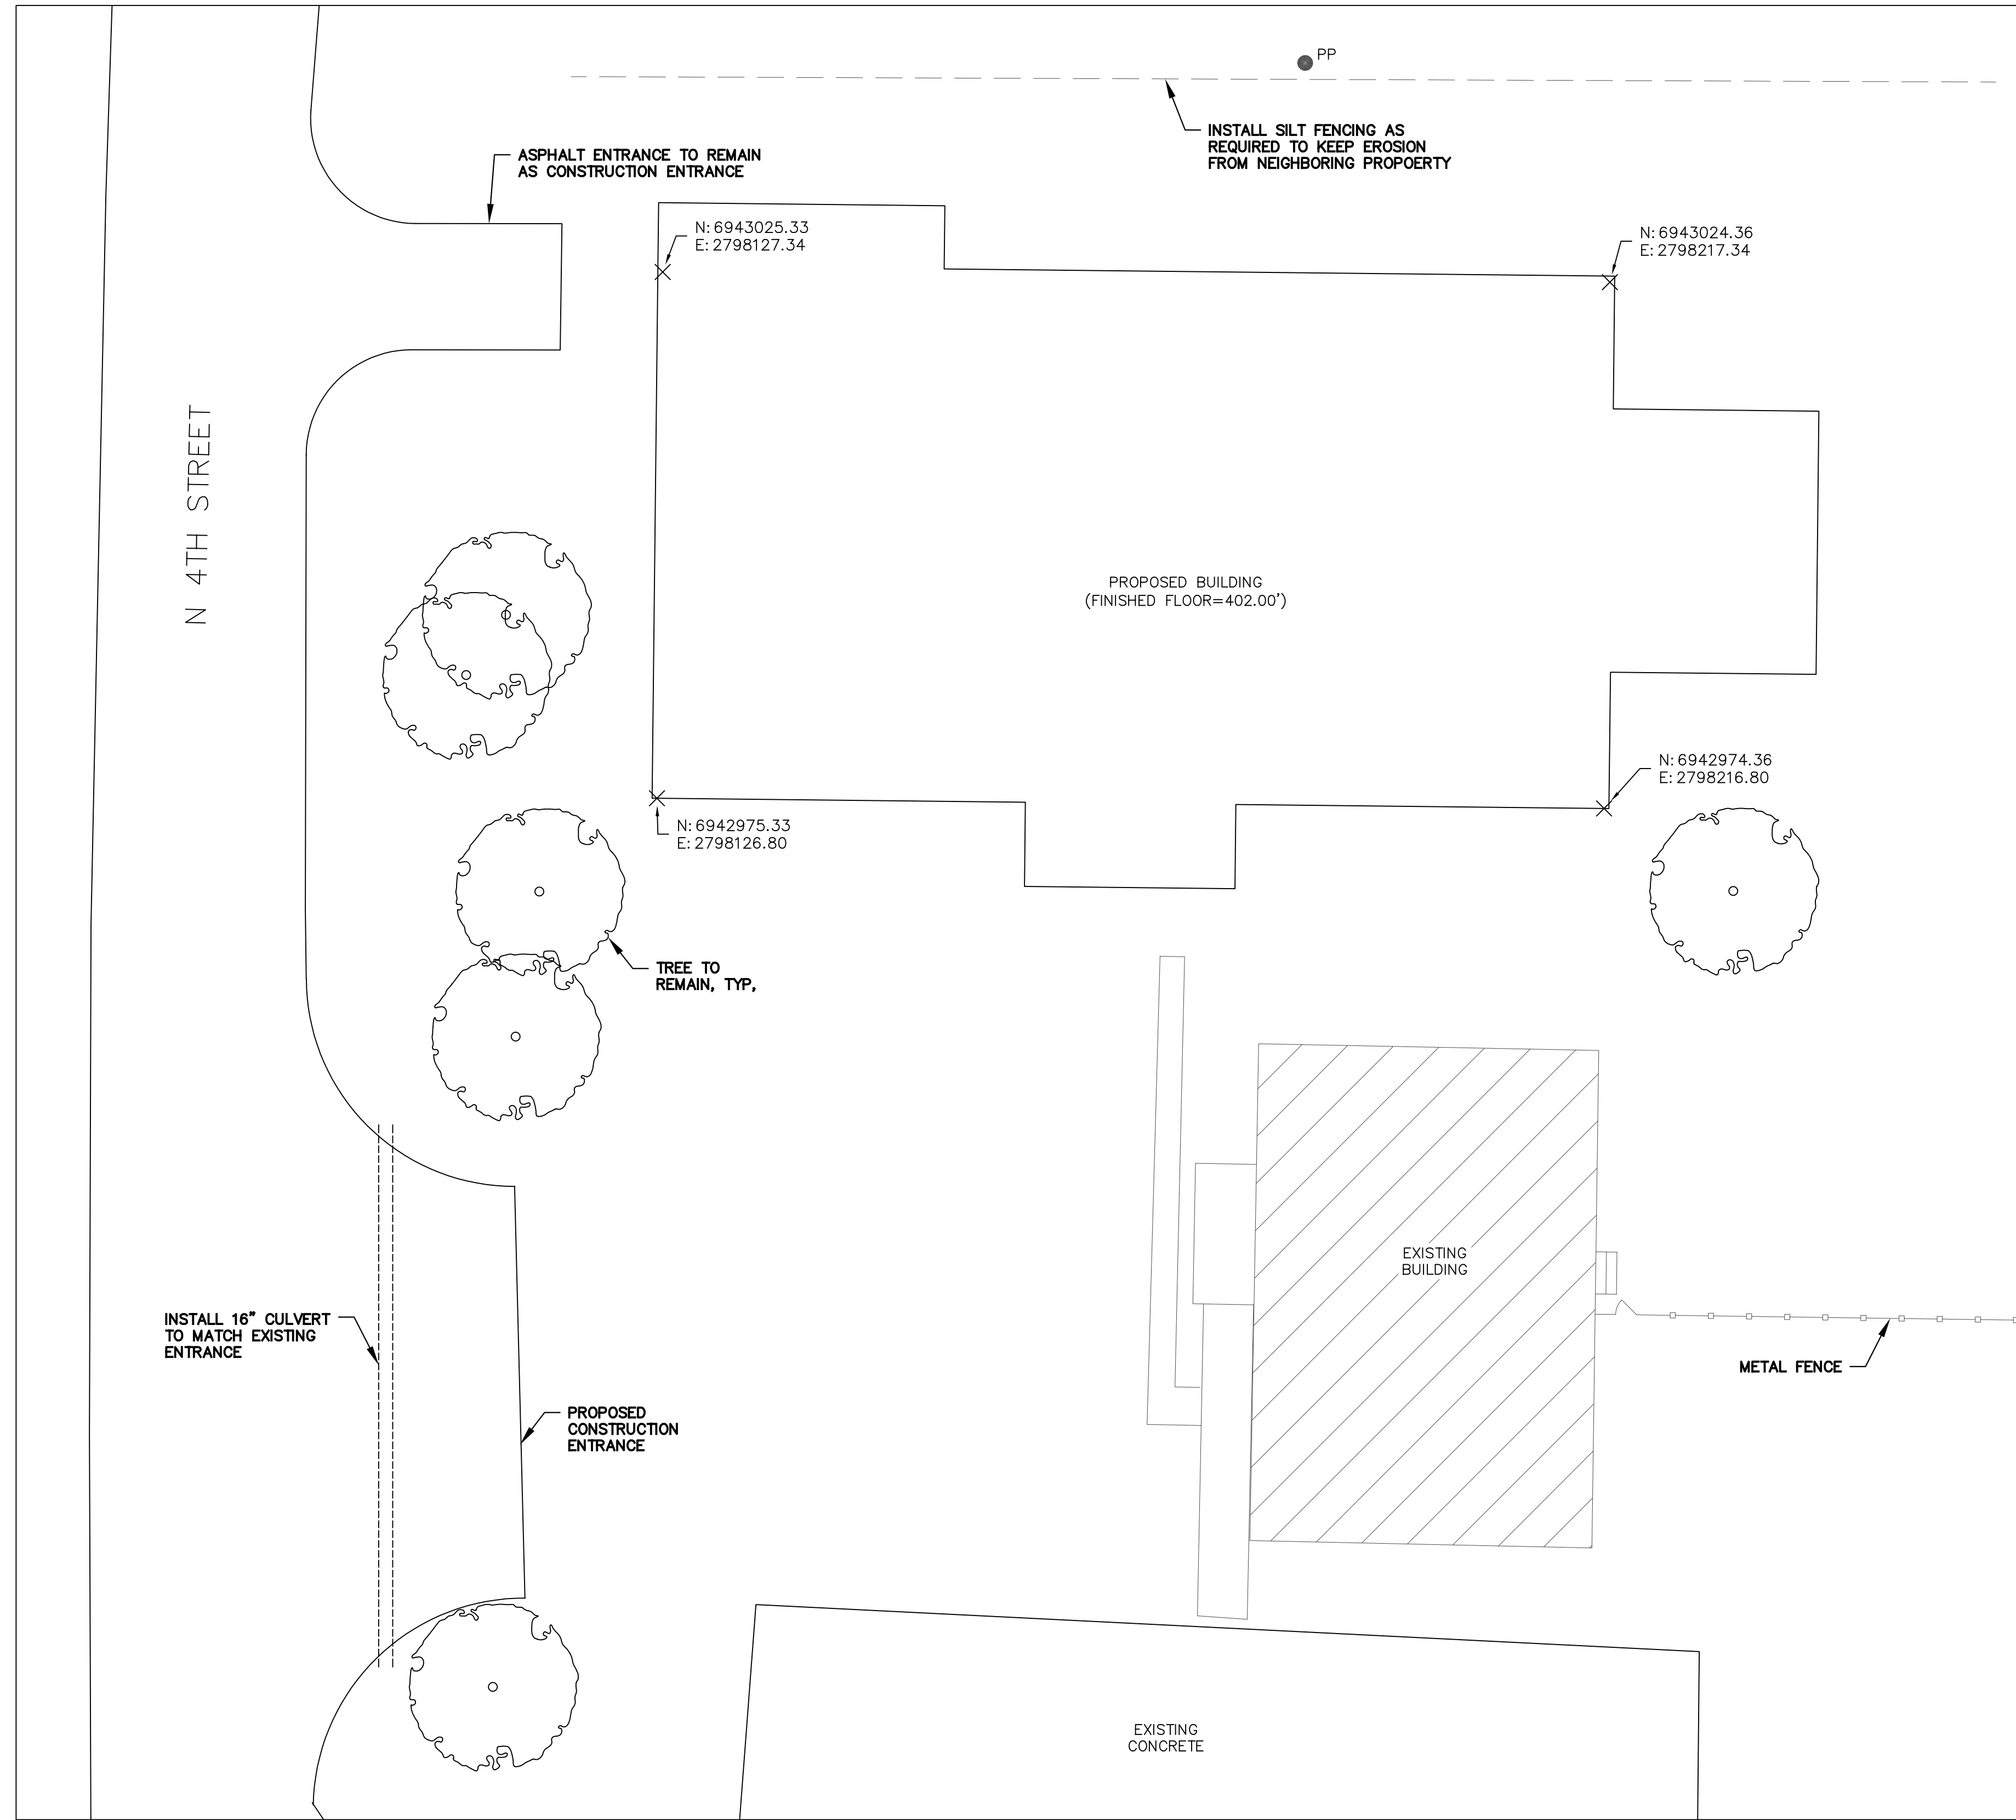 PP
INSTALL SILT FENCING AS
REQUIRED TO KEEP EROSION
FROM NEIGHBORING PROPOERTY
ASPHALT ENTRANCE TO REMAIN
AS CONSTRUCTION ENTRANCE
N: 6943025.33
E: 2798127.34
N: 6943024.36
E: 2798217.34
N 4TH STREET
PROPOSED BUILDING
(FINISHED FLOOR=402.00')
N: 6942974.36
E: 2798216.80
N: 6942975.33
E: 2798126.80
TREE TO
REMAIN, TYP,
EXISTING
BUILDING
INSTALL 16" CULVERT
TO MATCH EXISTING
ENTRANCE
METAL FENCE
PROPOSED
CONSTRUCTION
ENTRANCE
EXISTING
CONCRETE